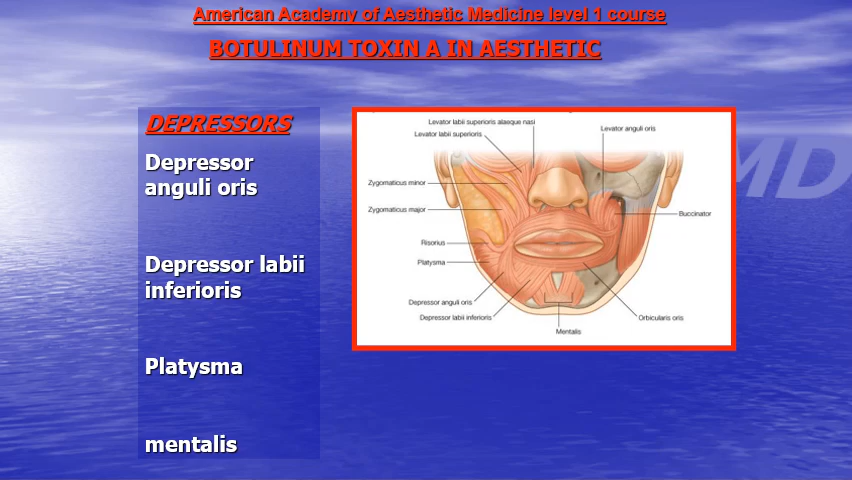 American Academy of Aesthetic Medicine level 1 course
BOTULINUM TOXIN A IN AESTHETIC
DEPRESSORS
Depressor
anguli oris
Depressor labii
inferioris
Platysma
mentalis
Levator labii superioris alaeque nasi
Levator labii superioris
Levator anguli oris
Zygomaticus minor
Zygomaticus major
Buccinator
Risorius
Platysma
Depressor anguli oris
Depressor labii inferioris
Orbicularis oris
Mentalis
MD